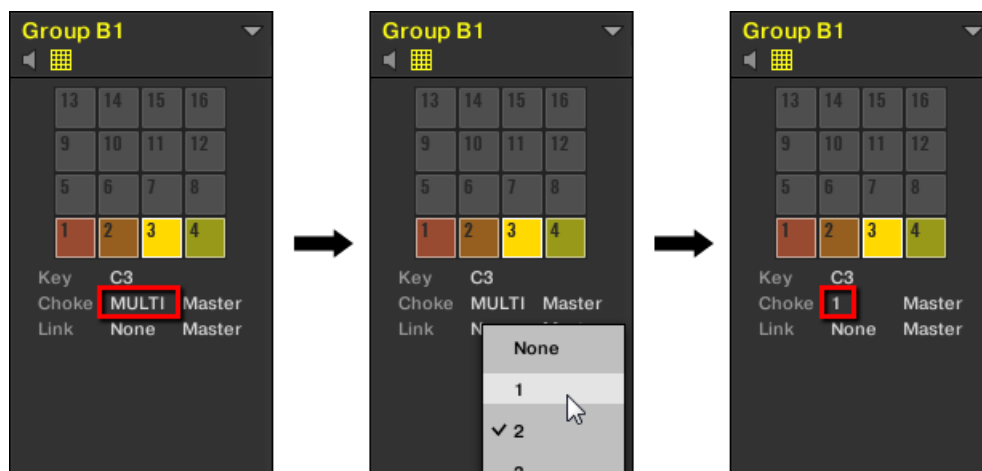 Group B1
13 14 15 16
9 10 11 12
5 6 7 8
1 2 3 4
Key C3
Choke MULTI Master
Link None Master
Group B1
13 14 15 16
9 10 11 12
5 6 7 8
1 2 3 4
Key C3
Choke MULTI Master
Link
None
1
2
Group B1
13 14 15 16
9 10 11 12
5 6 7 8
1 2 3 4
Key C3
Choke 1 Master
Link None Master